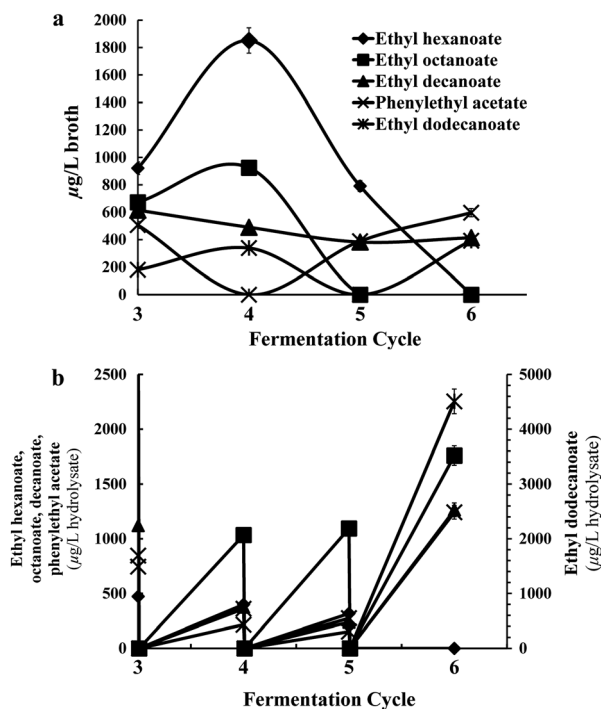 a
Ethyl hexanoate
Ethyl octanoate
Ethyl decanoate
Phenylethyl acetate
Ethyl dodecanoate
µg/L broth
2000
1800
1600
1400
1200
1000
800
600
400
200
0
3 4 5 6
Fermentation Cycle
b
Ethyl hexanoate,
octanoate, decanoate,
phenylethyl acetate
(µg/L hydrolysate)
2500
2000
1500
1000
500
0
5000
4000
3000
2000
1000
0
Ethyl dodecanoate
(µg/L hydrolysate)
3 4 5 6
Fermentation Cycle